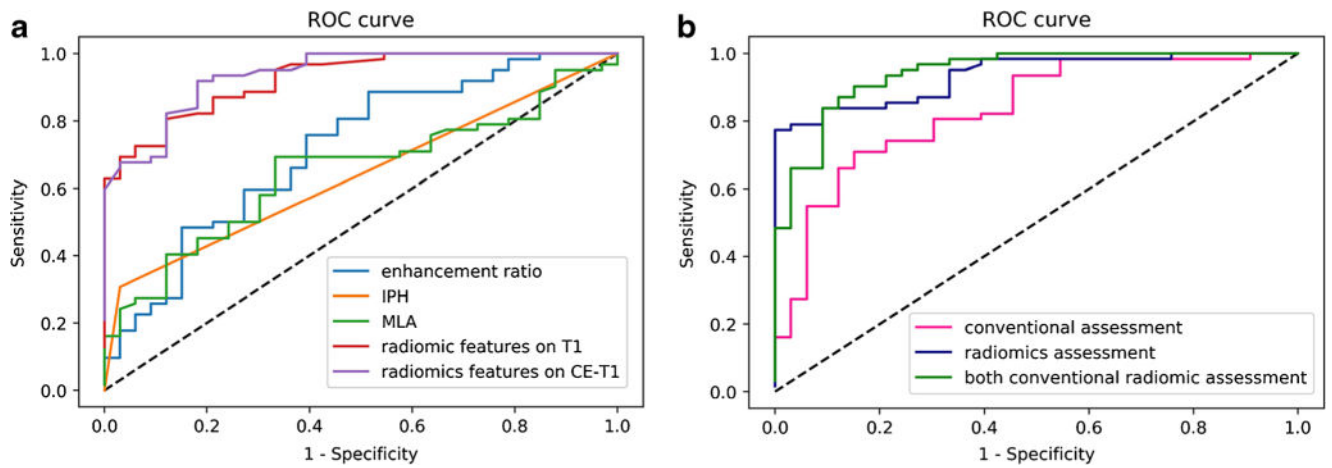 a
ROC curve
Sensitivity
1.0
0.8
0.6
0.4
0.2
0.0
enhancement ratio
IPH
MLA
radiomic features on T1
radiomics features on CE-T1
0.0 0.2 0.4 0.6 0.8 1.0
1 - Specificity
b
ROC curve
Sensitivity
1.0
0.8
0.6
0.4
0.2
0.0
conventional assessment
radiomics assessment
both conventional radiomic assessment
0.0 0.2 0.4 0.6 0.8 1.0
1 - Specificity